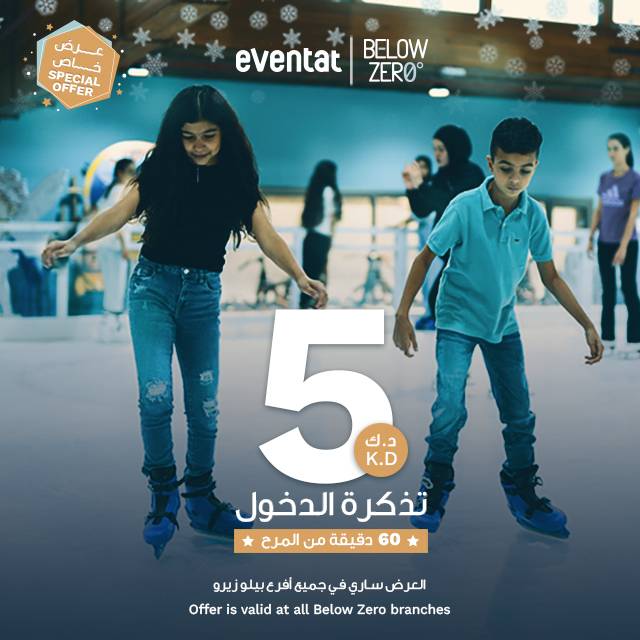 عرض
خاص
SPECIAL
OFFER
eventat
BELOW
ZERO°
5
د.ك
K.D
تذكرة الدخول
60 دقيقة من المرح
العرض ساري في جميع أفرع بيلو زيرو
Offer is valid at all Below Zero branches